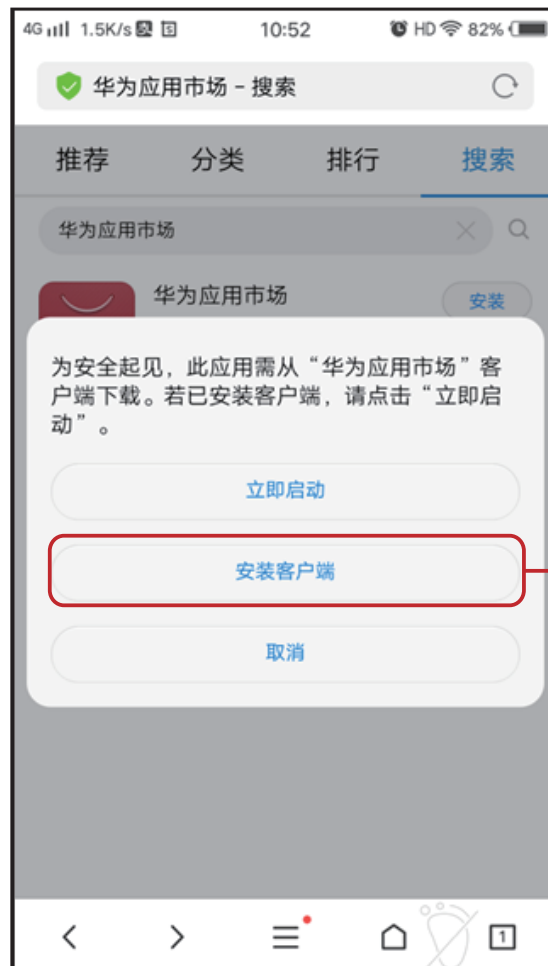 4G 1.5K/s 10:52 HD 82%
华为应用市场 - 搜索
推荐 分类 排行 搜索
华为应用市场
华为应用市场 安装
为安全起见，此应用需从“华为应用市场”客
户端下载。若已安装客户端，请点击“立即启
动”。
立即启动
安装客户端
取消
1